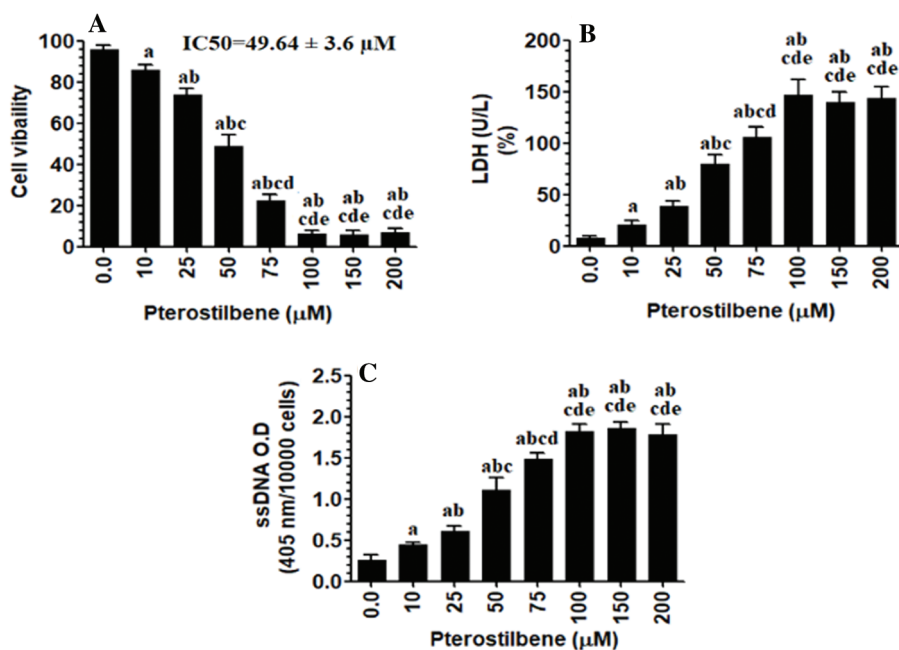 A
IC50=49.64 ± 3.6 µM
Cell vibaility
100
80
60
40
20
0
a
ab
abc
abcd
ab cde
ab cde
ab cde
0.0 10 25 50 75 100 150 200
Pterostilbene (µM)
B
LDH (U/L)
(%)
200
150
100
50
0
a
ab
abc
abcd
ab cde
ab cde
ab cde
0.0 10 25 50 75 100 150 200
Pterostilbene (µM)
C
ssDNA O.D
(405 nm/10000 cells)
2.5
2.0
1.5
1.0
0.5
0.0
a
ab
abc
abcd
ab cde
ab cde
ab cde
0.0 10 25 50 75 100 150 200
Pterostilbene (µM)